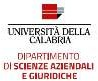 UNIVERSITÀ DELLA
CALABRIA
DIPARTIMENTO
DI SCIENZE AZIENDALI
E GIURIDICHE